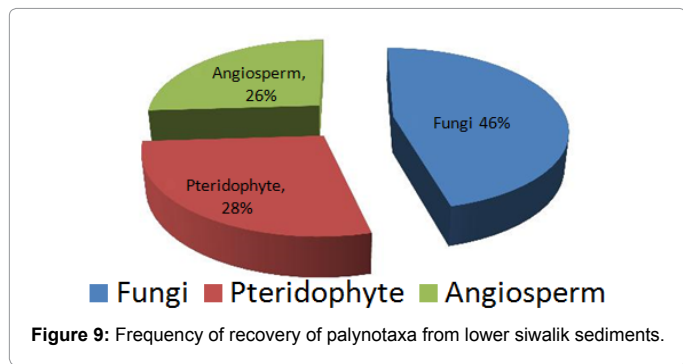 Angiosperm,
26%
Fungi 46%
Pteridophyte,
28%
Fungi Pteridophyte Angiosperm
Figure 9: Frequency of recovery of palynotaxa from lower siwalik sediments.